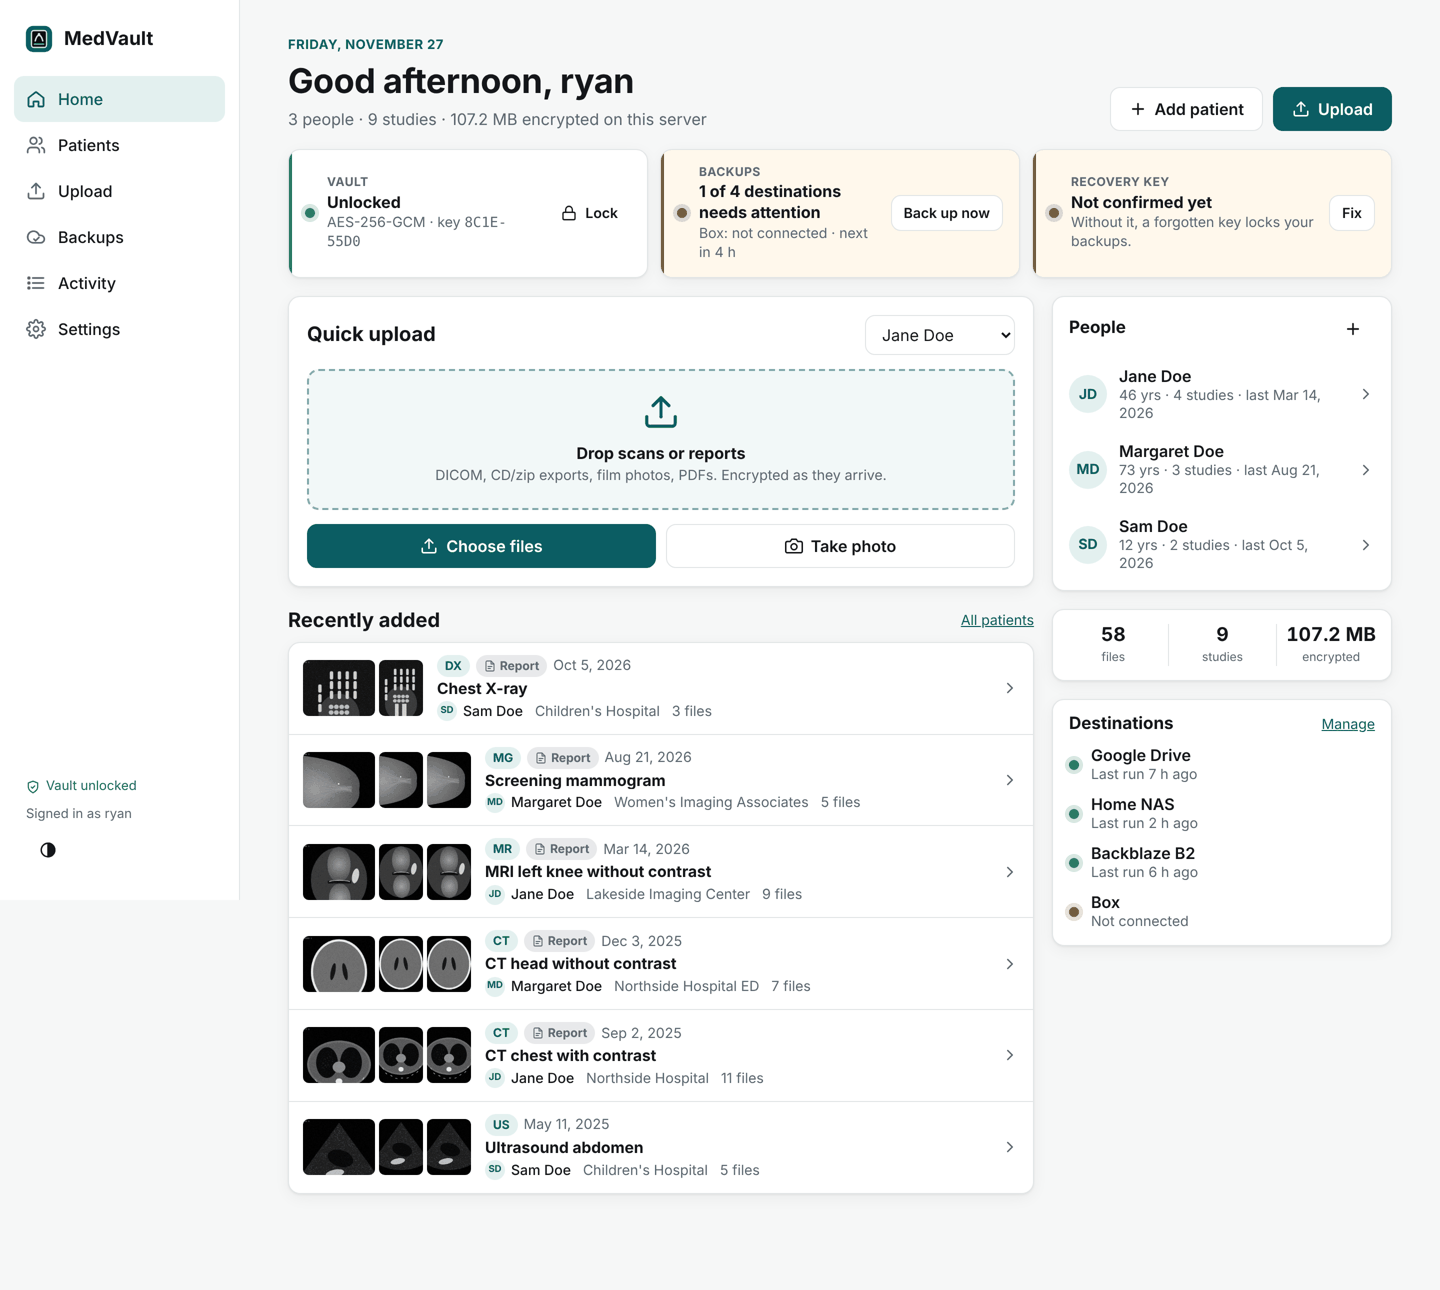 MedVault
Home
Patients
Upload
Backups
Activity
Settings
Vault unlocked
Signed in as ryan
FRIDAY, NOVEMBER 27
Good afternoon, ryan
3 people · 9 studies · 107.2 MB encrypted on this server
Add patient
Upload
VAULT
Unlocked
AES-256-GCM · key 8C1E-
55D0
Lock
BACKUPS
1 of 4 destinations
needs attention
Box: not connected · next
in 4 h
Back up now
RECOVERY KEY
Not confirmed yet
Without it, a forgotten key locks your
backups.
Fix
Quick upload
Jane Doe
Drop scans or reports
DICOM, CD/zip exports, film photos, PDFs. Encrypted as they arrive.
Choose files
Take photo
Recently added
All patients
DX Report Oct 5, 2026
Chest X-ray
SD Sam Doe Children's Hospital 3 files
MG Report Aug 21, 2026
Screening mammogram
MD Margaret Doe Women's Imaging Associates 5 files
MR Report Mar 14, 2026
MRI left knee without contrast
JD Jane Doe Lakeside Imaging Center 9 files
CT Report Dec 3, 2025
CT head without contrast
MD Margaret Doe Northside Hospital ED 7 files
CT Report Sep 2, 2025
CT chest with contrast
JD Jane Doe Northside Hospital 11 files
US May 11, 2025
Ultrasound abdomen
SD Sam Doe Children's Hospital 5 files
People
JD
Jane Doe
46 yrs · 4 studies · last Mar 14,
2026
MD
Margaret Doe
73 yrs · 3 studies · last Aug 21,
2026
SD
Sam Doe
12 yrs · 2 studies · last Oct 5,
2026
58
files
9
studies
107.2 MB
encrypted
Destinations
Manage
Google Drive
Last run 7 h ago
Home NAS
Last run 2 h ago
Backblaze B2
Last run 6 h ago
Box
Not connected